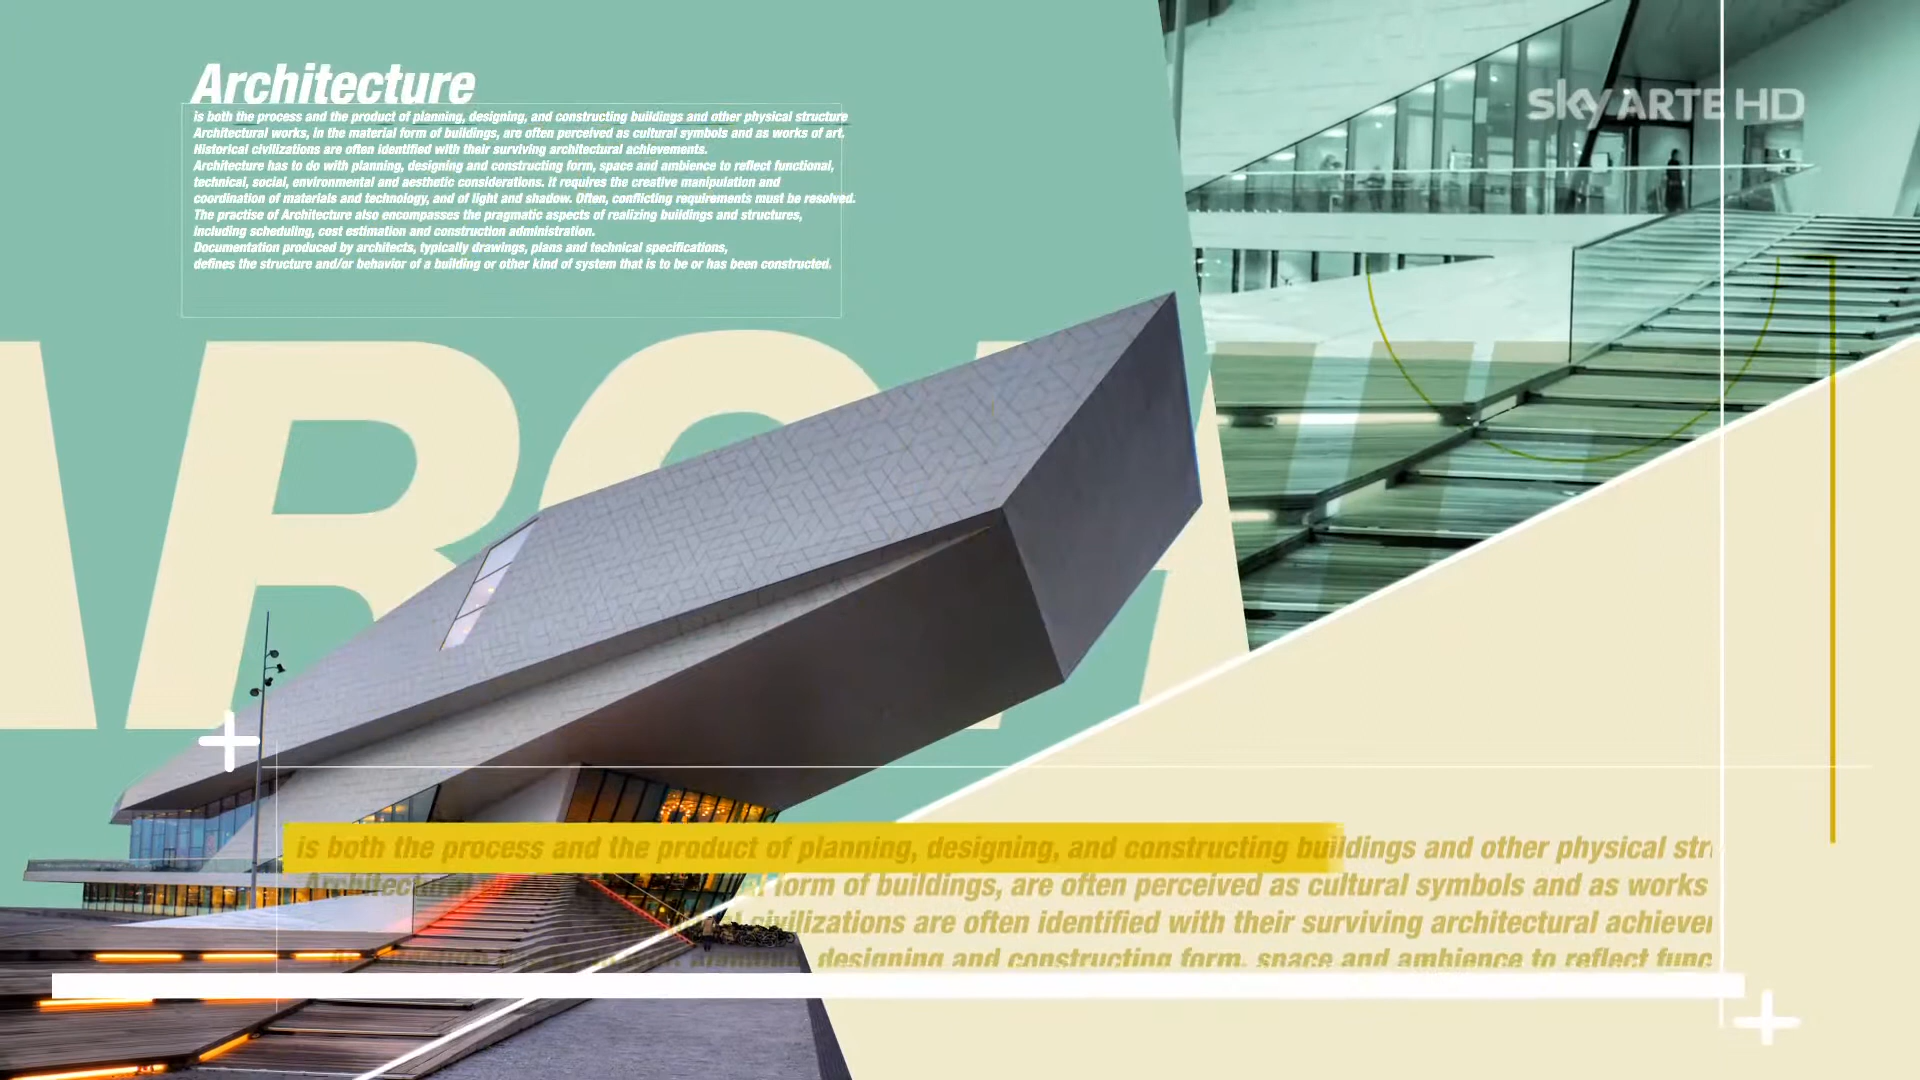 Architecture
is both the process and the product of planning, designing, and constructing buildings and other physical structure
Architectural works, in the material form of buildings, are often perceived as cultural symbols and as works of art.
Historical civilizations are often identified with their surviving architectural achievements.
Architecture has to do with planning, designing and constructing form, space and ambience to reflect functional,
technical, social, environmental and aesthetic considerations. It requires the creative manipulation and
coordination of materials and technology, and of light and shadow. Often, conflicting requirements must be resolved.
The practise of Architecture also encompasses the pragmatic aspects of realizing buildings and structures,
including scheduling, cost estimation and construction administration.
Documentation produced by architects, typically drawings, plans and technical specifications,
defines the structure and/or behavior of a building or other kind of system that is to be or has been constructed.
sky ARTE HD
ARCHI
is both the process and the product of planning, designing, and constructing buildings and other physical str
Architectural form of buildings, are often perceived as cultural symbols and as works
civilizations are often identified with their surviving architectural achiever
planning, designing and constructing form, space and ambience to reflect func